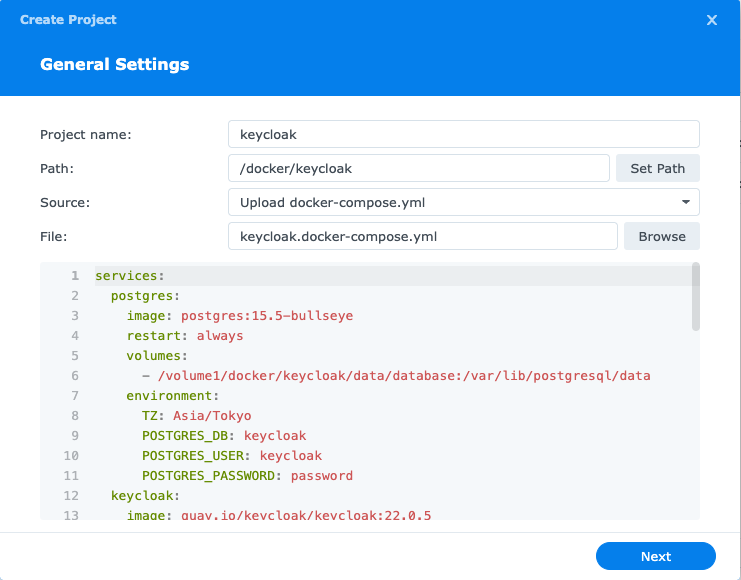 Create Project
General Settings
Project name: keycloak
Path: /docker/keycloak Set Path
Source: Upload docker-compose.yml
File: keycloak.docker-compose.yml Browse
1 services:
2   postgres:
3     image: postgres:15.5-bullseye
4     restart: always
5     volumes:
6       - /volume1/docker/keycloak/data/database:/var/lib/postgresql/data
7     environment:
8       TZ: Asia/Tokyo
9       POSTGRES_DB: keycloak
10       POSTGRES_USER: keycloak
11       POSTGRES_PASSWORD: password
12   keycloak:
13     image: quay.io/keycloak/keycloak:22.0.5
Next